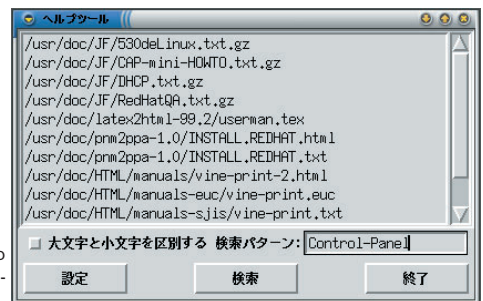 ヘルプツール
/usr/doc/JF/530deLinux.txt.gz
/usr/doc/JF/CAP-mini-HOWTO.txt.gz
/usr/doc/JF/DHCP.txt.gz
/usr/doc/JF/RedHatQA.txt.gz
/usr/doc/latex2html-99.2/userman.tex
/usr/doc/pnm2ppa-1.0/INSTALL.REDHAT.html
/usr/doc/pnm2ppa-1.0/INSTALL.REDHAT.txt
/usr/doc/HTML/manuals/vine-print-2.html
/usr/doc/HTML/manuals-euc/vine-print.euc
/usr/doc/HTML/manuals-sjis/vine-print.txt
大文字と小文字を区別する 検索パターン: Control-Panel
設定 検索 終了